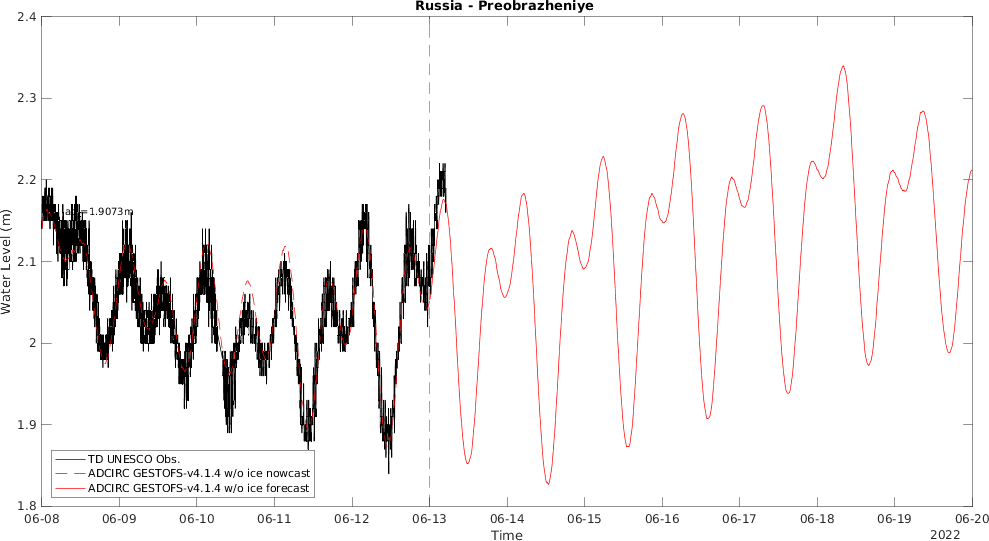 Russia - Preobrazheniye
2.4
2.3
2.2
2.1
2
1.9
1.8
Water Level (m)
=1.9073m
TD UNESCO Obs.
ADCIRC GESTOFS-v4.1.4 w/o ice nowcast
ADCIRC GESTOFS-v4.1.4 w/o ice forecast
06-08 06-09 06-10 06-11 06-12 06-13 06-14 06-15 06-16 06-17 06-18 06-19 06-20
Time
2022